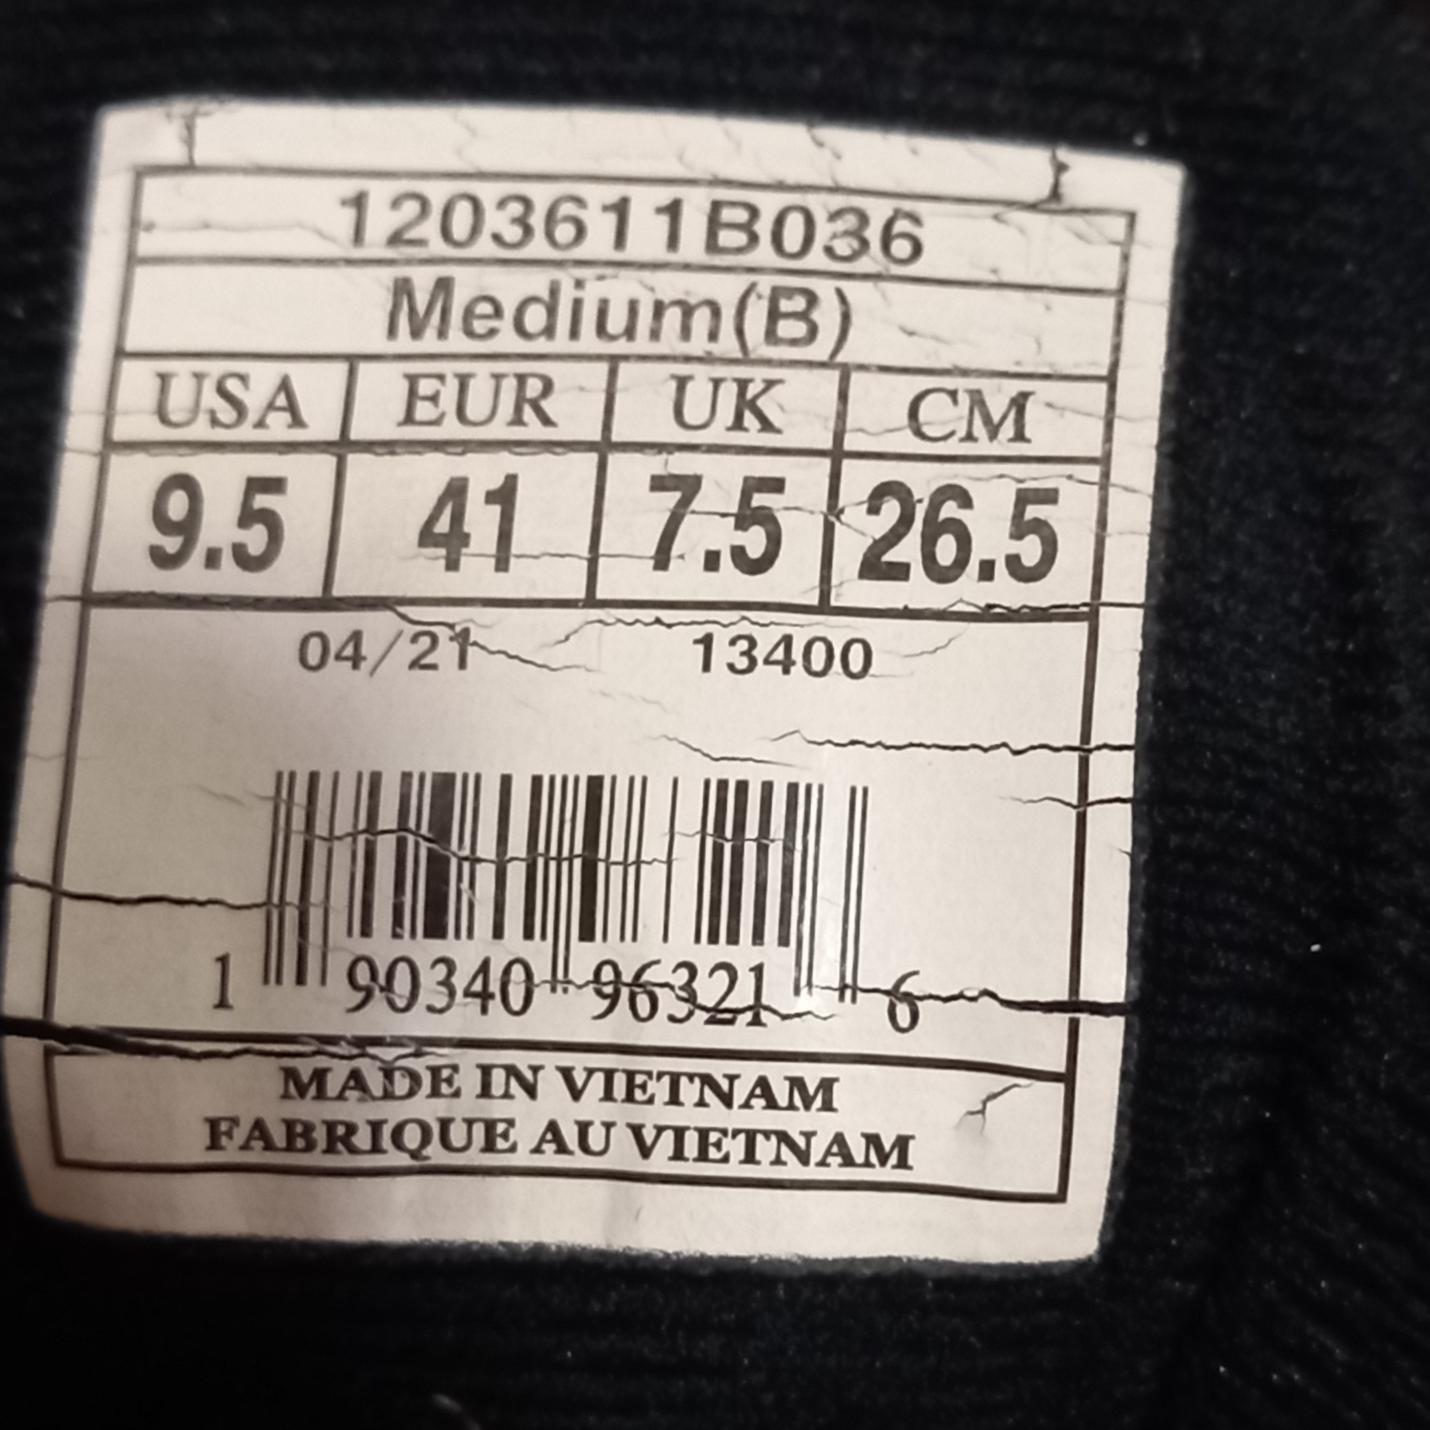 1203611B036
Medium(B)
USA EUR UK CM
9.5 41 7.5 26.5
04/21 13400
1 90340 96321 6
MADE IN VIETNAM
FABRIQUE AU VIETNAM